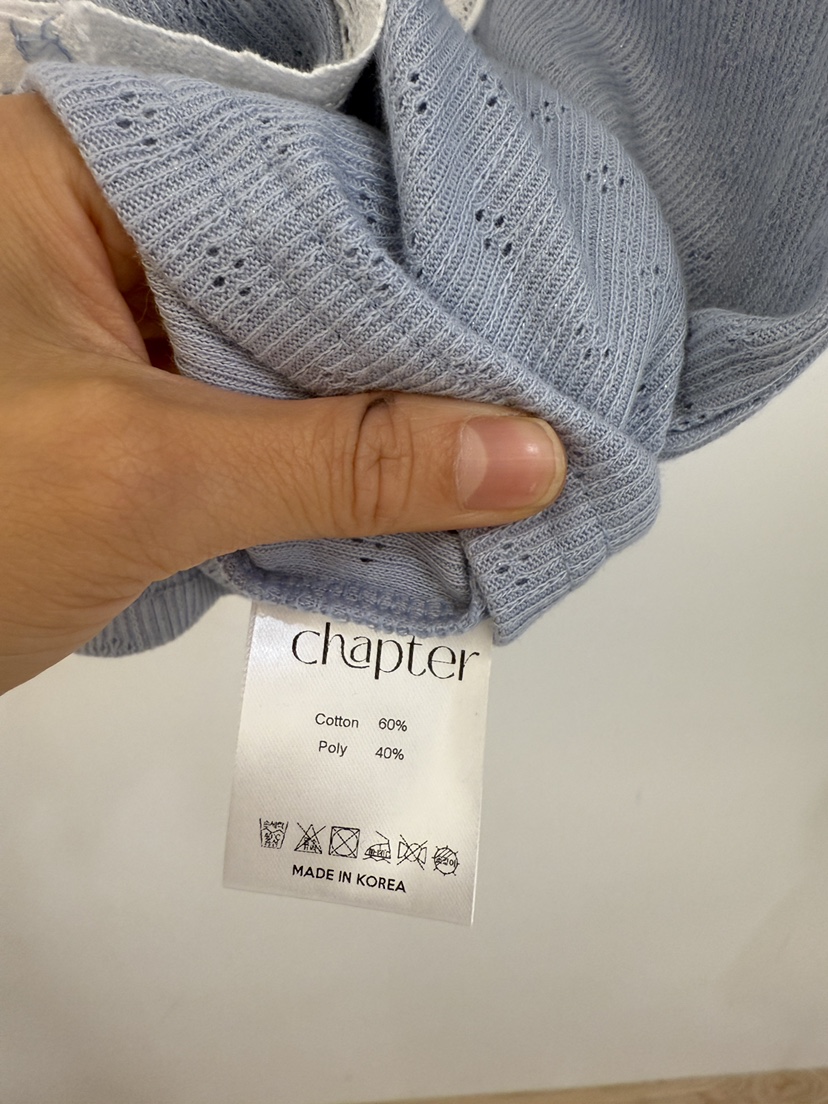 chapter
Cotton 60%
Poly 40%
MADE IN KOREA